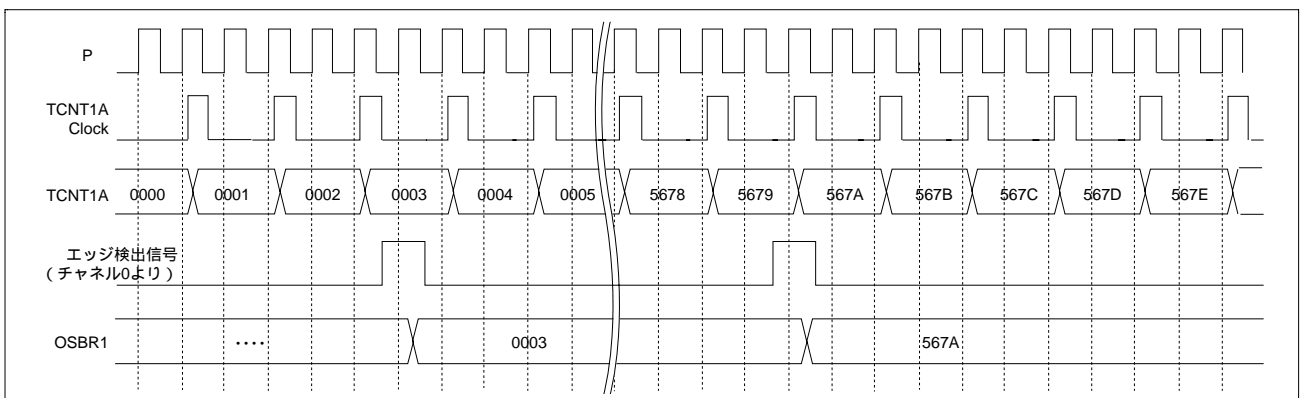 P
TCNT1A
Clock
TCNT1A 0000 0001 0002 0003 0004 0005 5678 5679 567A 567B 567C 567D 567E
エッジ検出信号
(チャネル0より)
OSBR1 ···· 0003 567A